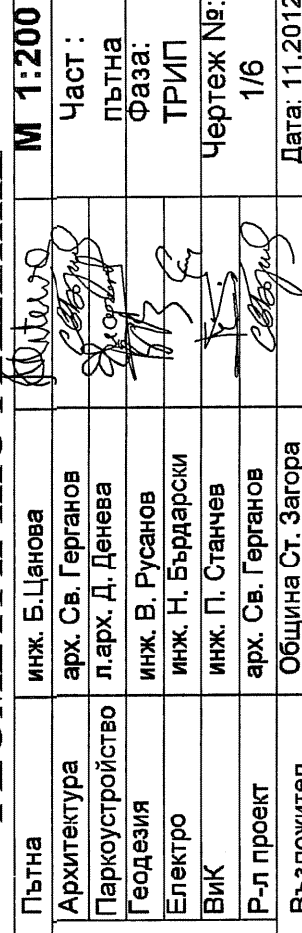 Пътна инж. Б.Цанова М 1:200
Архитектура арх. Св. Герганов Част :
Паркоустройство л.арх. Д. Денева пътна
Геодезия инж. В. Русанов Фаза:
Електро инж. Н. Бърдарски ТРИП
ВиК инж. П. Станчев Чертеж №:
Р-л проект арх. Св. Герганов 1/6
Възложител Община Ст. Загора Дата: 11.2012